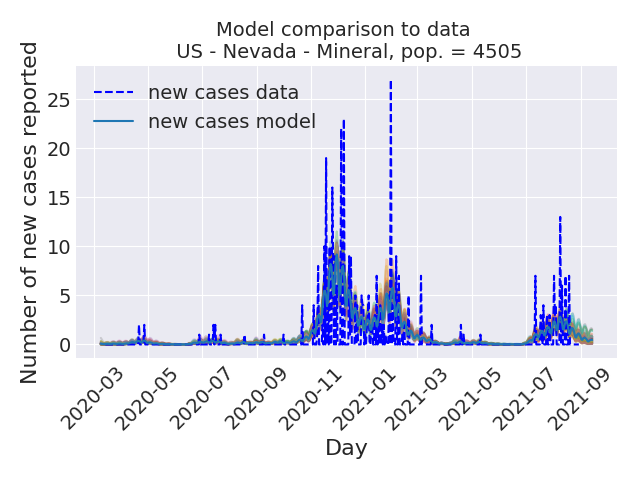 Model comparison to data
US - Nevada - Mineral, pop. = 4505
Number of new cases reported
new cases data
new cases model
25
20
15
10
5
0
2020-03
2020-05
2020-07
2020-09
2020-11
2021-01
2021-03
2021-05
2021-07
2021-09
Day